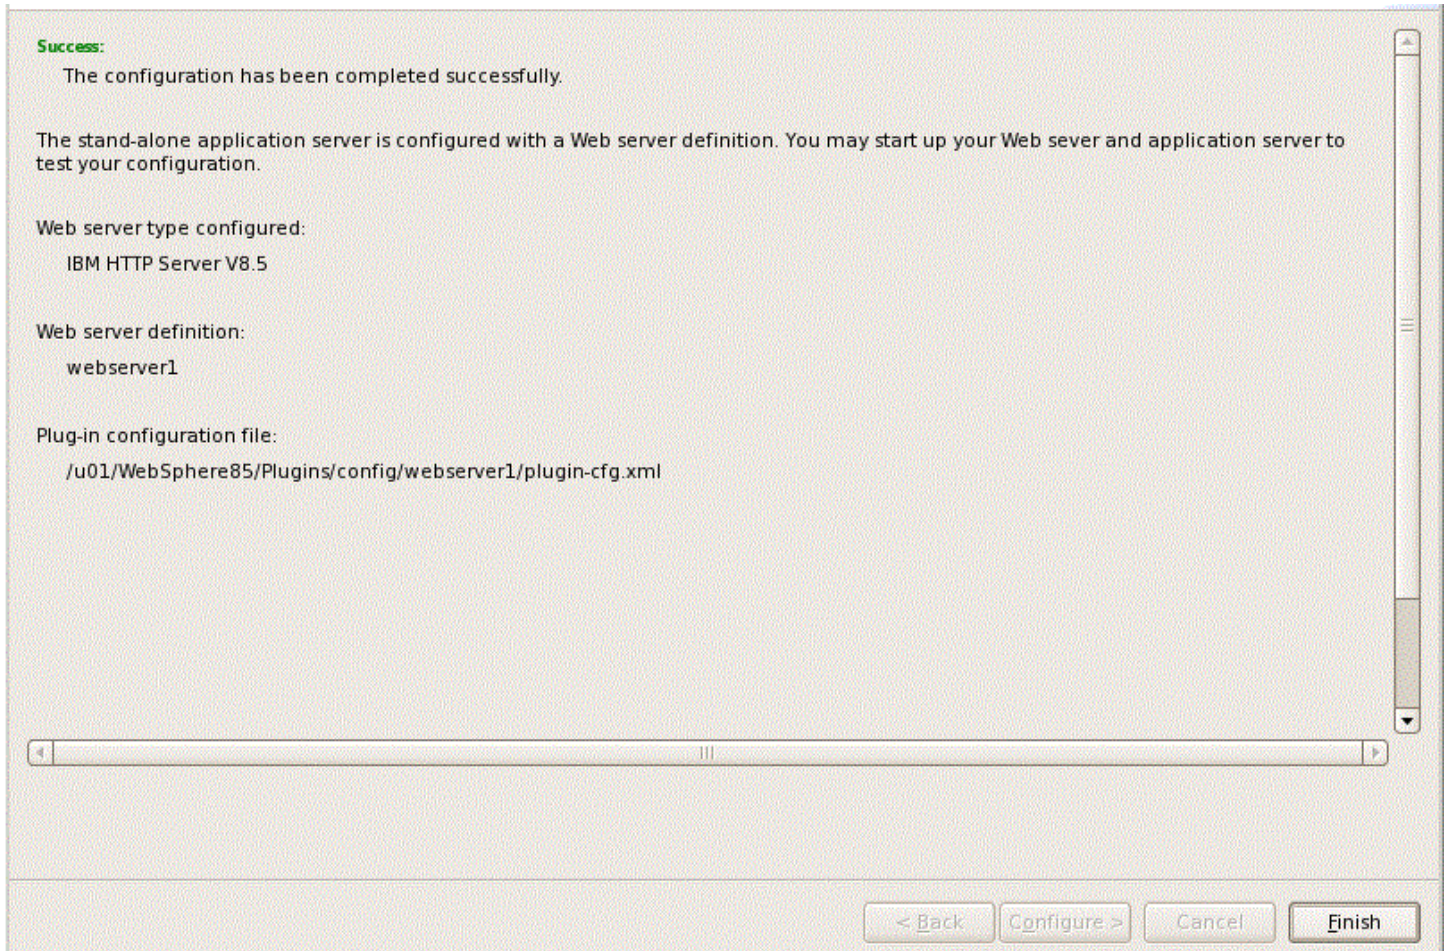 Success:
The configuration has been completed successfully.
The stand-alone application server is configured with a Web server definition. You may start up your Web sever and application server to
test your configuration.
Web server type configured:
IBM HTTP Server V8.5
Web server definition:
webserver1
Plug-in configuration file:
/u01/WebSphere85/Plugins/config/webserver1/plugin-cfg.xml
< Back Configure > Cancel Finish